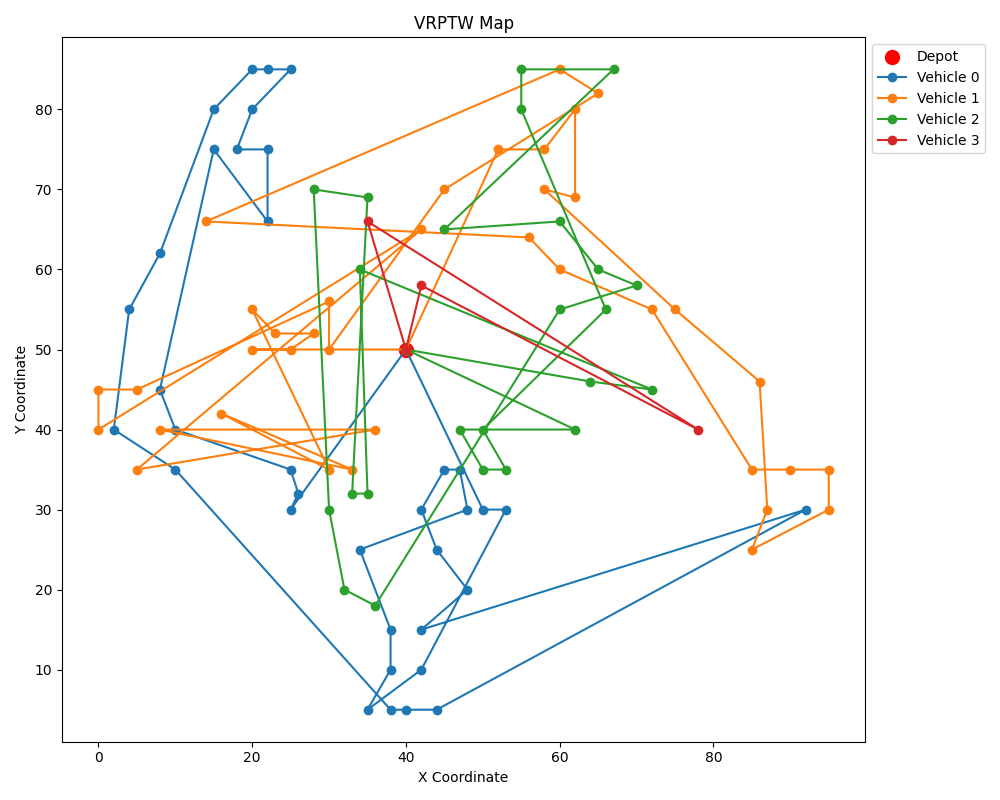 VRPTW Map
Depot
Vehicle 0
Vehicle 1
Vehicle 2
Vehicle 3
Y Coordinate
80
70
60
50
40
30
20
10
0
20
40
60
80
X Coordinate